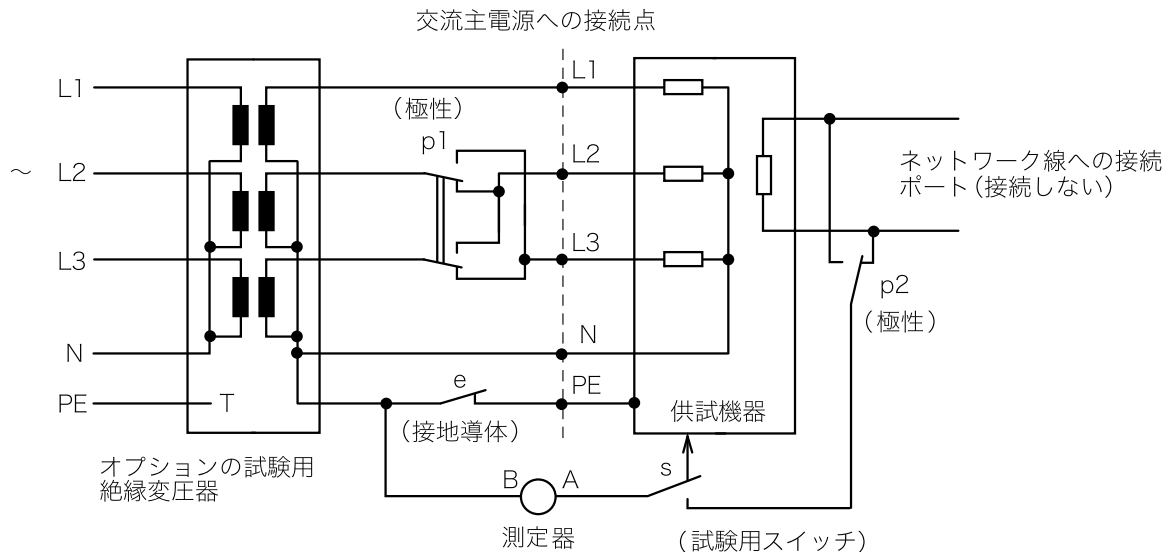 交流主電源への接続点
L1
L1
（極性）
p1
～
L2
L2
ネットワーク線への接続
ポート（接続しない）
L3
L3
p2
（極性）
N
N
PE
T
e
PE
（接地導体）
供試機器
オプションの試験用
絶縁変圧器
B
A
s
測定器
（試験用スイッチ）